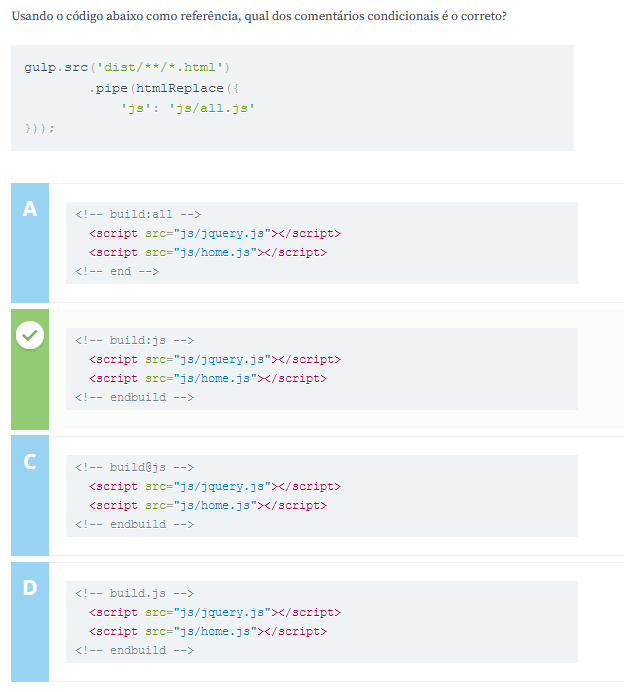 Usando o código abaixo como referência, qual dos comentários condicionais é o correto?
gulp.src('dist/**/*.html')
.pipe(htmlReplace({
'js': 'js/all.js'
}));
A
<!-- build:all -->
<script src="js/jquery.js"></script>
<script src="js/home.js"></script>
<!-- end -->
<!-- build:js -->
<script src="js/jquery.js"></script>
<script src="js/home.js"></script>
<!-- endbuild -->
C
<!-- build@js -->
<script src="js/jquery.js"></script>
<script src="js/home.js"></script>
<!-- endbuild -->
D
<!-- build.js -->
<script src="js/jquery.js"></script>
<script src="js/home.js"></script>
<!-- endbuild -->